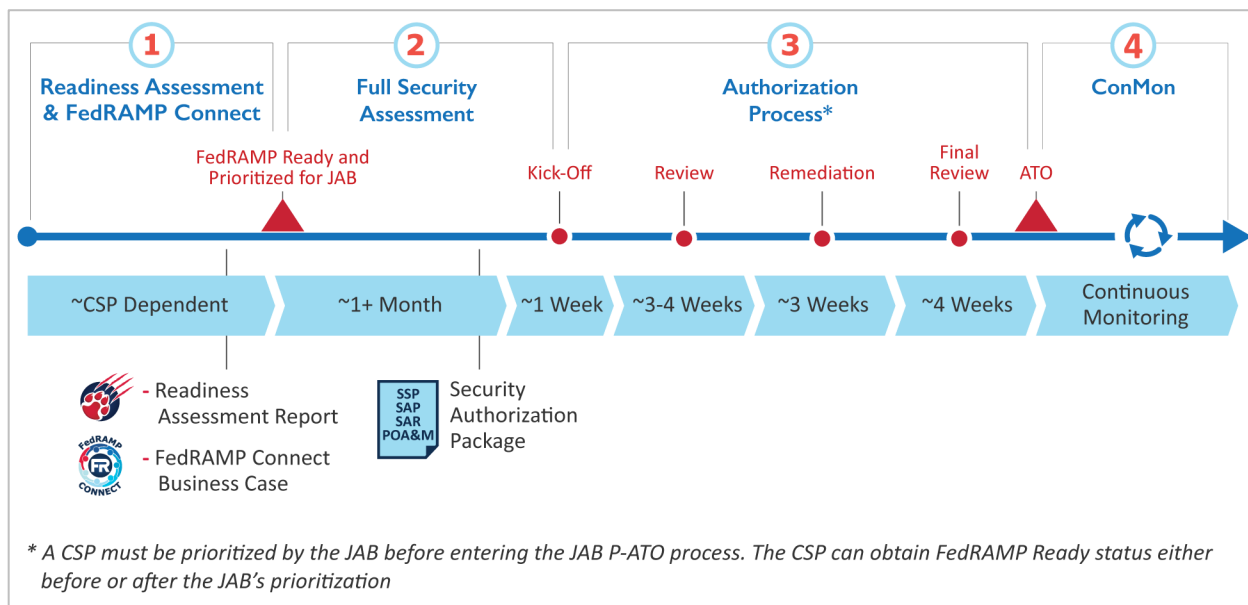 1
2
3
4
Readiness Assessment
& FedRAMP Connect
Full Security
Assessment
Authorization
Process*
ConMon
FedRAMP Ready and
Prioritized for JAB
Kick-Off
Review
Remediation
Final
Review
ATO
~CSP Dependent
~1+ Month
~1 Week
~3-4 Weeks
~3 Weeks
~4 Weeks
Continuous
Monitoring
- Readiness
Assessment Report
FedRAMP
FR
CONNECT
- FedRAMP Connect
Business Case
SSP
SAP
SAR
POA&M
Security
Authorization
Package
* A CSP must be prioritized by the JAB before entering the JAB P-ATO process. The CSP can obtain FedRAMP Ready status either
before or after the JAB’s prioritization